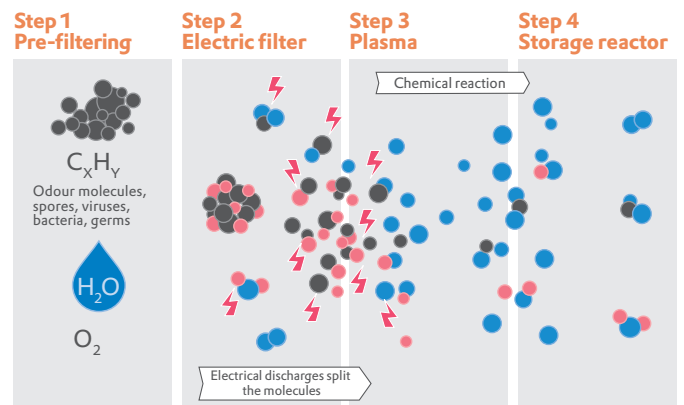 Step 1
Pre-filtering
Step 2
Electric filter
Step 3
Plasma
Step 4
Storage reactor
Chemical reaction
CₓHᵧ
Odour molecules,
spores, viruses,
bacteria, germs
H₂O
O₂
Electrical discharges split
the molecules